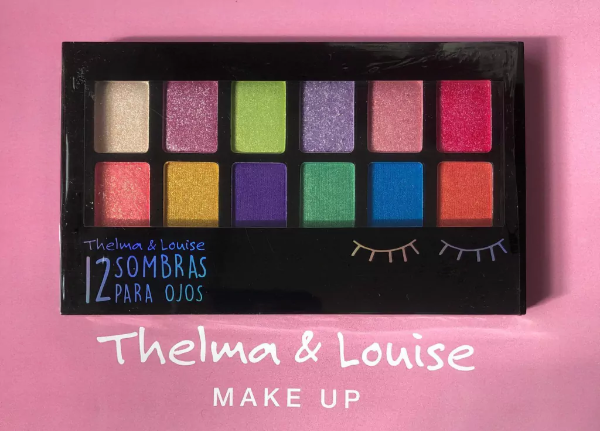 Thelma & Louise
12 SOMBRAS
PARA OJOS
Thelma & Louise
MAKE UP